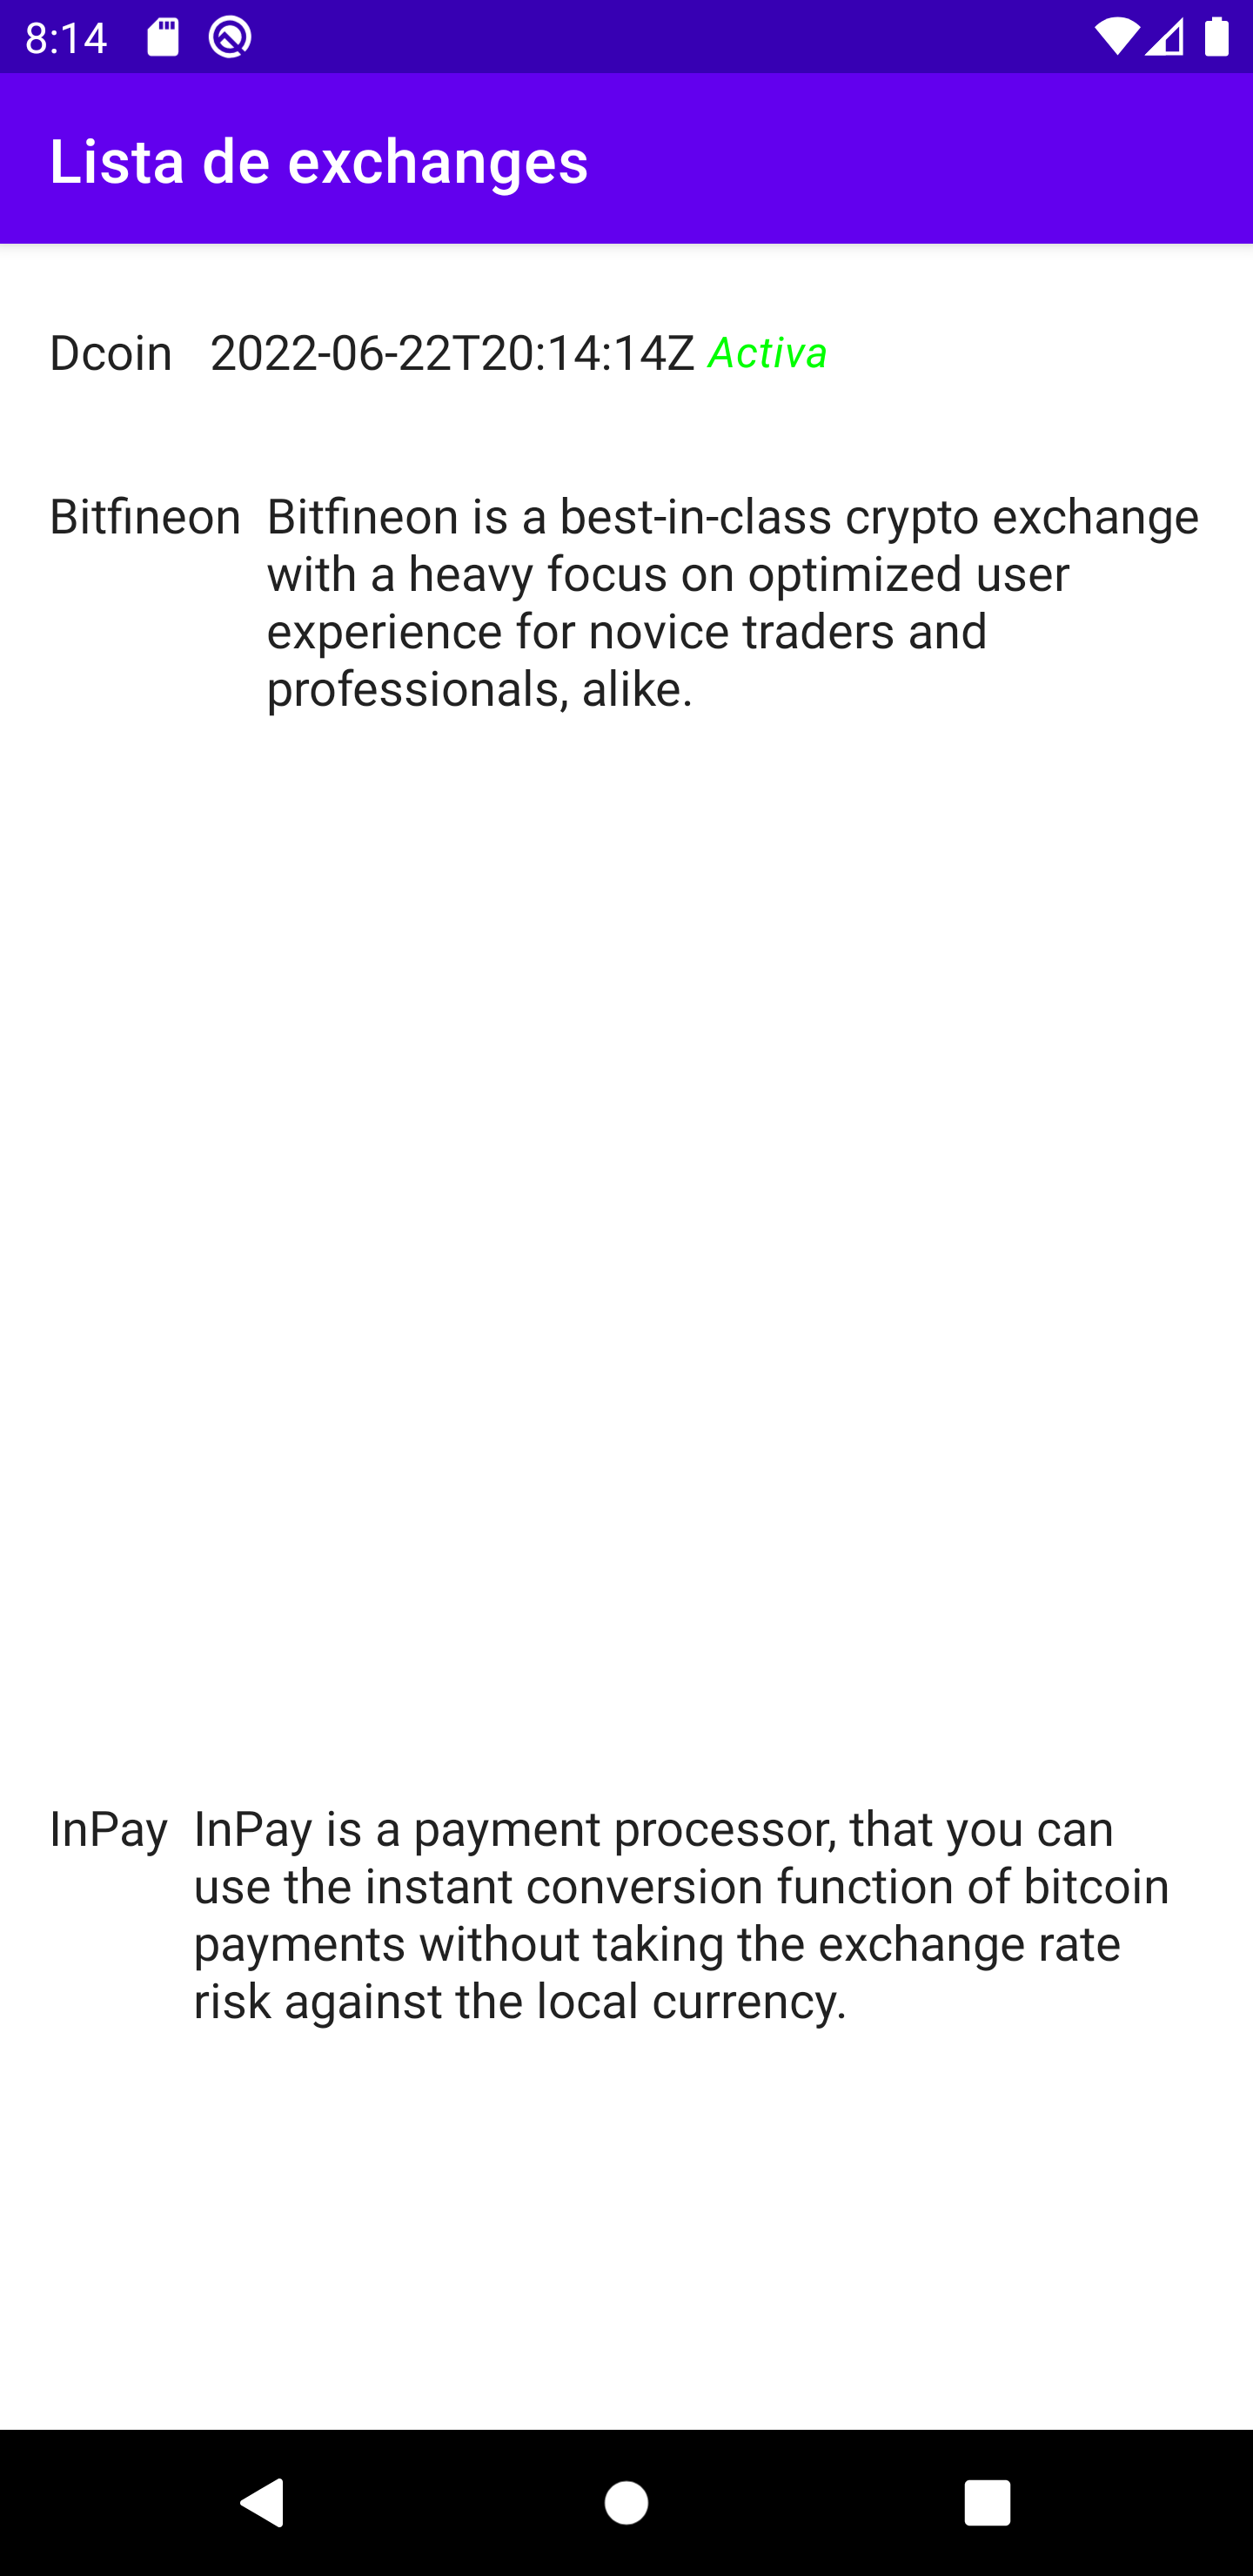 8:14
Lista de exchanges
Dcoin 2022-06-22T20:14:14Z Activa
Bitfineon Bitfineon is a best-in-class crypto exchange
with a heavy focus on optimized user
experience for novice traders and
professionals, alike.
InPay InPay is a payment processor, that you can
use the instant conversion function of bitcoin
payments without taking the exchange rate
risk against the local currency.